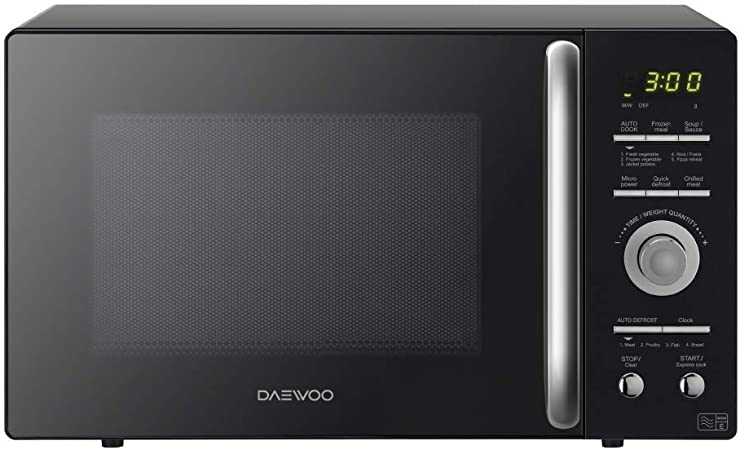 3:00
M/W DEF g
AUTO COOK
Frozen meal
Soup / Sauce
1. Fresh vegetable 4. Rice / Pasta
2. Frozen vegetable 5. Pizza reheat
3. Jacket potatoes
Micro power
Quick defrost
Chilled meal
- TIME / WEIGHT QUANTITY +
AUTO DEFROST Clock
1. Meat 2. Poultry 3. Fish 4. Bread
STOP/ Clear
START/ Express cook
DAEWOO
E